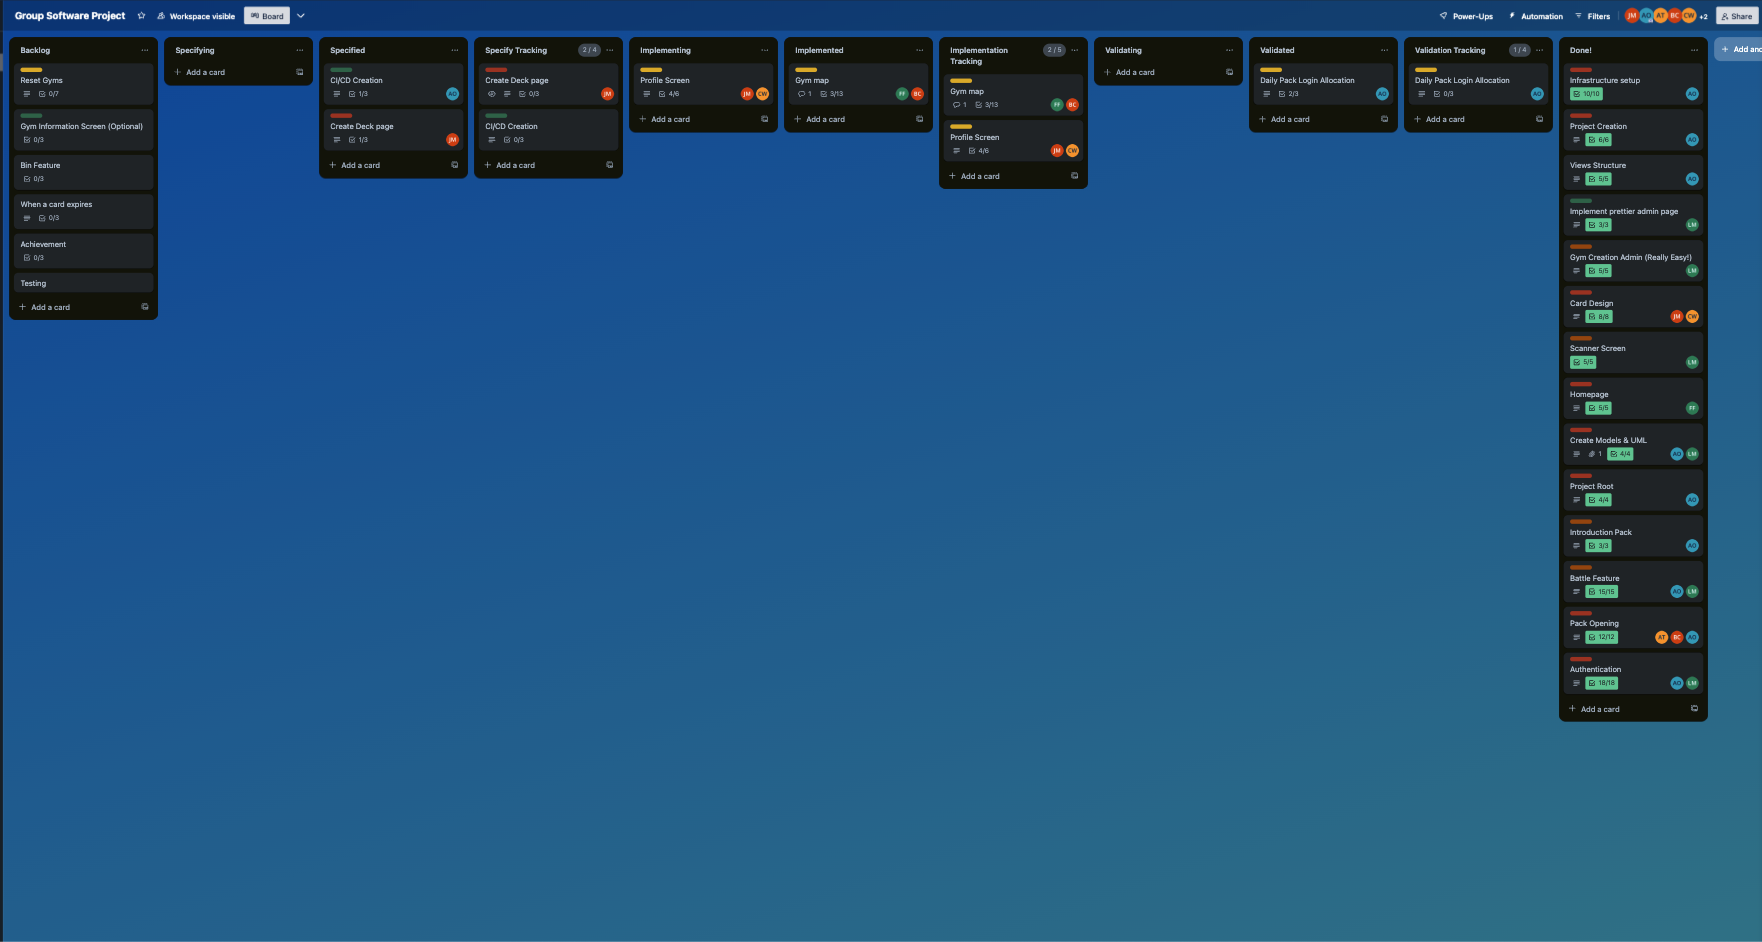 Group Software Project
Workspace visible
Board
Power-Ups
Automation
Filters
JM AO AT BC CW +2
Share
Backlog
Reset Gyms
0/7
Gym Information Screen (Optional)
0/3
Bin Feature
0/3
When a card expires
0/3
Achievement
0/3
Testing
+ Add a card
Specifying
+ Add a card
Specified
CI/CD Creation
1/3 AO
Create Deck page
1/3 JM
+ Add a card
Specify Tracking 2 / 4
Create Deck page
0/3 JM
CI/CD Creation
0/3
+ Add a card
Implementing
Profile Screen
4/6 JM CW
+ Add a card
Implemented
Gym map
1 3/13 FF BC
+ Add a card
Implementation
Tracking 2 / 5
Gym map
1 3/13 FF BC
Profile Screen
4/6 JM CW
+ Add a card
Validating
+ Add a card
Validated
Daily Pack Login Allocation
2/3 AO
+ Add a card
Validation Tracking 1 / 4
Daily Pack Login Allocation
0/3 AO
+ Add a card
Done!
Infrastructure setup
10/10 AO
Project Creation
6/6 AO
Views Structure
5/5 AO
Implement prettier admin page
3/3 LM
Gym Creation Admin (Really Easy!)
5/5 LM
Card Design
8/8 JM CW
Scanner Screen
5/5 LM
Homepage
5/5 FF
Create Models & UML
1 4/4 AO LM
Project Root
4/4 AO
Introduction Pack
3/3 AO
Battle Feature
15/15 AO LM
Pack Opening
12/12 AT BC AO
Authentication
18/18 AO LM
+ Add a card
+ Add